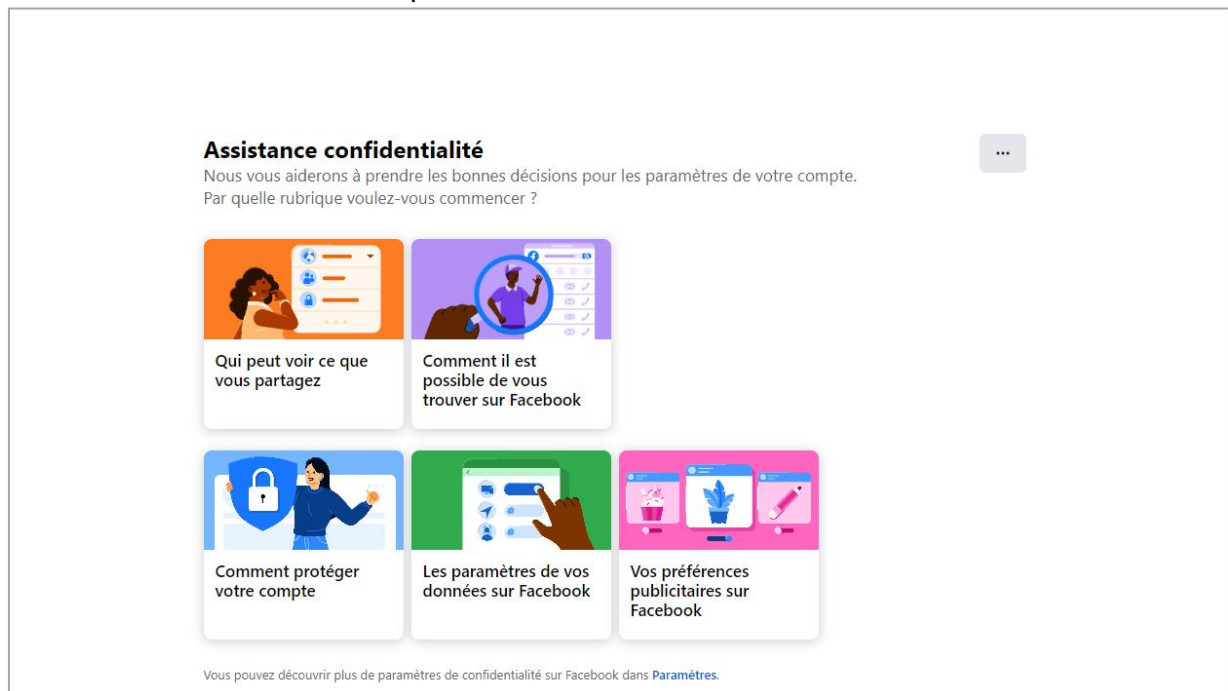 Assistance confidentialité
Nous vous aiderons à prendre les bonnes décisions pour les paramètres de votre compte.
Par quelle rubrique voulez-vous commencer ?
Qui peut voir ce que
vous partagez
Comment il est
possible de vous
trouver sur Facebook
Comment protéger
votre compte
Les paramètres de vos
données sur Facebook
Vos préférences
publicitaires sur
Facebook
Vous pouvez découvrir plus de paramètres de confidentialité sur Facebook dans Paramètres.